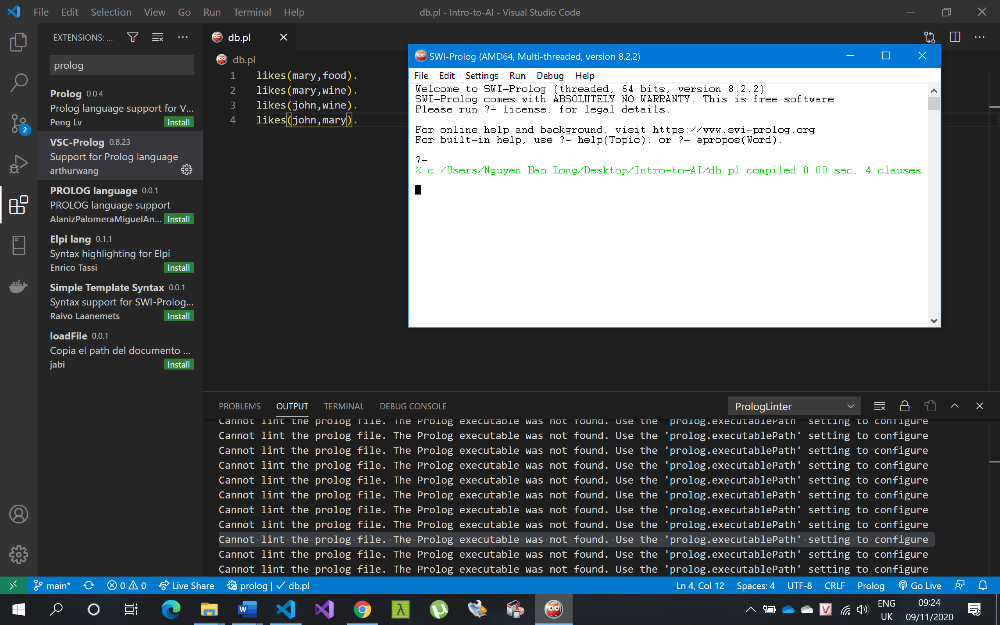 File Edit Selection View Go Run Terminal Help
db.pl - Intro-to-AI - Visual Studio Code
EXTENSIONS: ...
prolog
Prolog 0.0.4
Prolog language support for V...
Peng Lv Install
VSC-Prolog 0.8.23
Support for Prolog language
arthurwang
PROLOG language 0.0.1
PROLOG language support
AlanizPalomeraMiguelAn... Install
Elpi lang 0.1.1
Syntax highlighting for Elpi
Enrico Tassi Install
Simple Template Syntax 0.0.1
Syntax support for SWI-Prolog...
Raivo Laanemets Install
loadFile 0.0.1
Copia el path del documento ...
jabi Install
2
db.pl
db.pl
1 likes(mary,food).
2 likes(mary,wine).
3 likes(john,wine).
4 likes(john,mary).
SWI-Prolog (AMD64, Multi-threaded, version 8.2.2)
File Edit Settings Run Debug Help
Welcome to SWI-Prolog (threaded, 64 bits, version 8.2.2)
SWI-Prolog comes with ABSOLUTELY NO WARRANTY. This is free software.
Please run ?- license. for legal details.
For online help and background, visit https://www.swi-prolog.org
For built-in help, use ?- help(Topic). or ?- apropos(Word).
?-
% c:/Users/Nguyen Bao Long/Desktop/Intro-to-AI/db.pl compiled 0.00 sec, 4 clauses
PROBLEMS OUTPUT TERMINAL DEBUG CONSOLE
PrologLinter
Cannot lint the prolog file. The Prolog executable was not found. Use the 'prolog.executablePath' setting to configure
Cannot lint the prolog file. The Prolog executable was not found. Use the 'prolog.executablePath' setting to configure
Cannot lint the prolog file. The Prolog executable was not found. Use the 'prolog.executablePath' setting to configure
Cannot lint the prolog file. The Prolog executable was not found. Use the 'prolog.executablePath' setting to configure
Cannot lint the prolog file. The Prolog executable was not found. Use the 'prolog.executablePath' setting to configure
Cannot lint the prolog file. The Prolog executable was not found. Use the 'prolog.executablePath' setting to configure
Cannot lint the prolog file. The Prolog executable was not found. Use the 'prolog.executablePath' setting to configure
Cannot lint the prolog file. The Prolog executable was not found. Use the 'prolog.executablePath' setting to configure
Cannot lint the prolog file. The Prolog executable was not found. Use the 'prolog.executablePath' setting to configure
Cannot lint the prolog file. The Prolog executable was not found. Use the 'prolog.executablePath' setting to configure
Cannot lint the prolog file. The Prolog executable was not found. Use the 'prolog.executablePath' setting to configure
main* 0 0 Live Share prolog | ✓ db.pl
Ln 4, Col 12 Spaces: 4 UTF-8 CRLF Prolog Go Live
W λ µ V
ENG
UK
09:24
09/11/2020